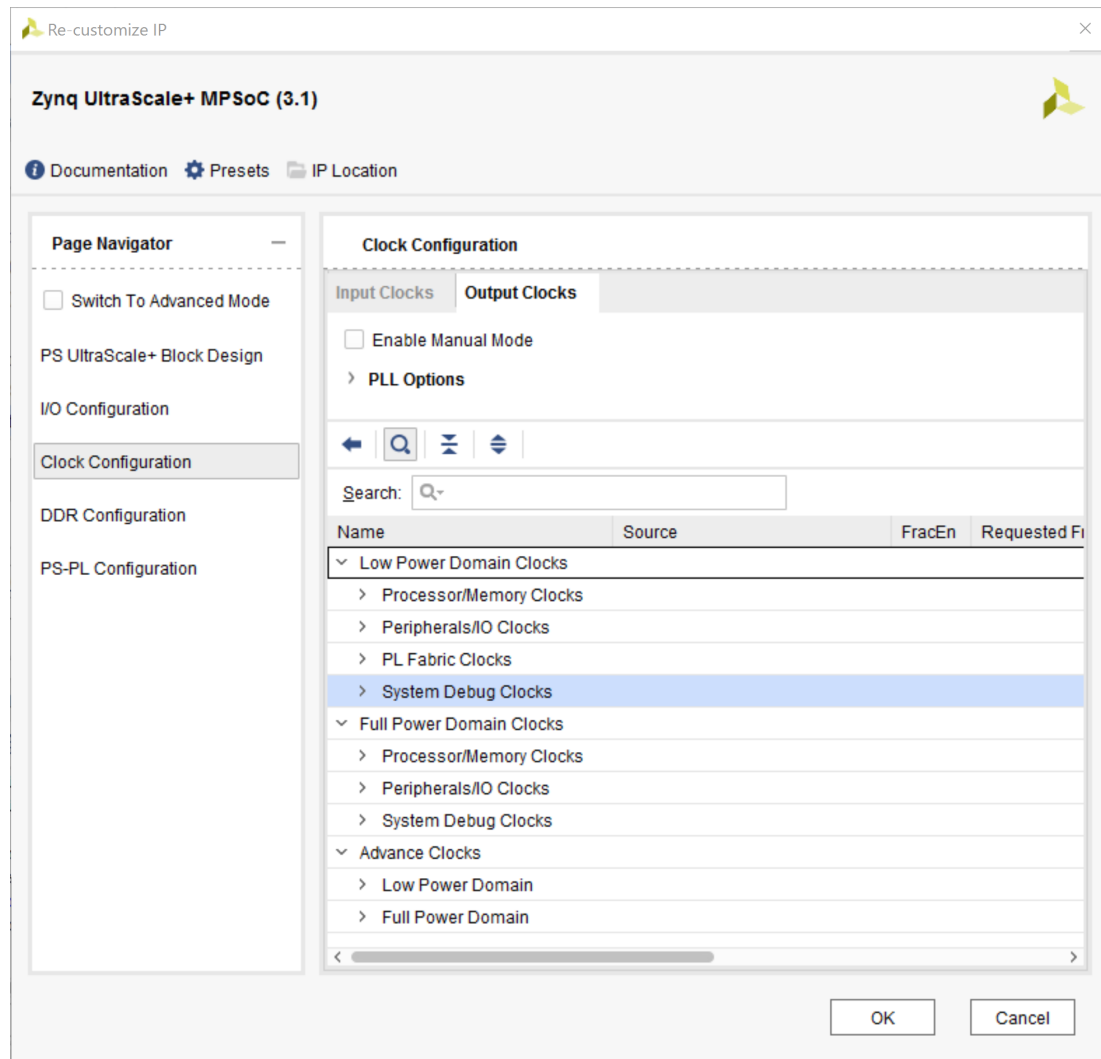 Re-customize IP
Zynq UltraScale+ MPSoC (3.1)
Documentation Presets IP Location
Page Navigator
Switch To Advanced Mode
PS UltraScale+ Block Design
I/O Configuration
Clock Configuration
DDR Configuration
PS-PL Configuration
Clock Configuration
Input Clocks Output Clocks
Enable Manual Mode
PLL Options
Search:
Name Source FracEn Requested Fr
Low Power Domain Clocks
Processor/Memory Clocks
Peripherals/IO Clocks
PL Fabric Clocks
System Debug Clocks
Full Power Domain Clocks
Processor/Memory Clocks
Peripherals/IO Clocks
System Debug Clocks
Advance Clocks
Low Power Domain
Full Power Domain
OK Cancel